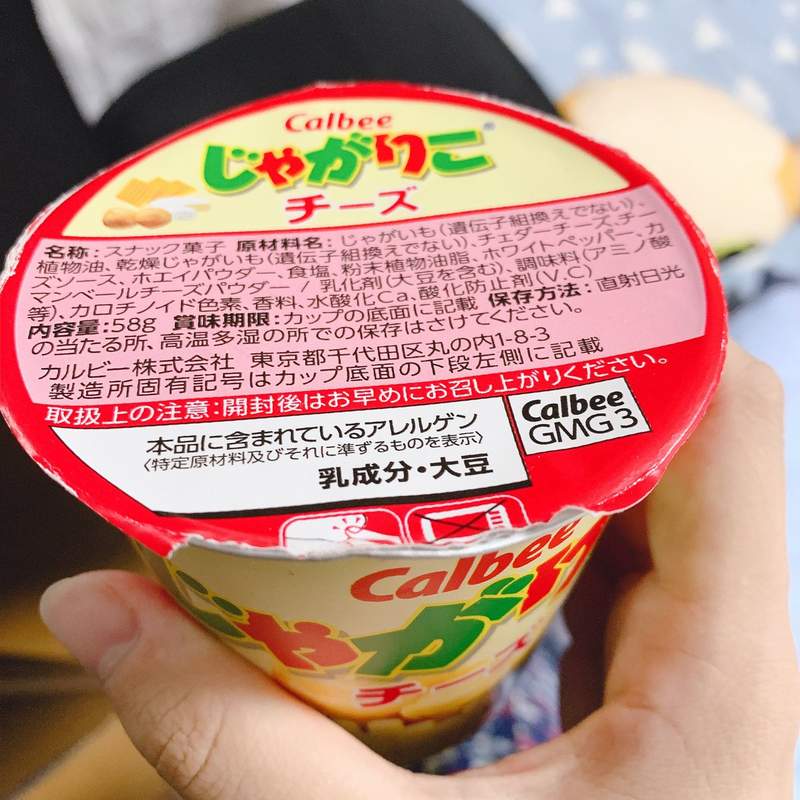 Calbee
じゃがりこ®
チーズ
名称:スナック菓子 原材料名:じゃがいも(遺伝子組換えでない)、
植物油、乾燥じゃがいも(遺伝子組換えでない)、チェダーチーズ、チー
ズソース、ホエイパウダー、食塩、粉末植物油脂、ホワイトペッパー、カ
マンベールチーズパウダー / 乳化剤(大豆を含む)、調味料(アミノ酸
等)、カロチノイド色素、香料、水酸化Ca、酸化防止剤(V.C)
内容量:58g 賞味期限:カップの底面に記載 保存方法:直射日光
の当たる所、高温多湿の所での保存はさけてください。
カルビー株式会社 東京都千代田区丸の内1-8-3
製造所固有記号はカップ底面の下段左側に記載
取扱上の注意:開封後はお早めにお召し上がりください。
本品に含まれているアレルゲン
〈特定原材料及びそれに準ずるものを表示〉
乳成分・大豆
Calbee
GMG 3
Calbee
じゃがり
チーズ